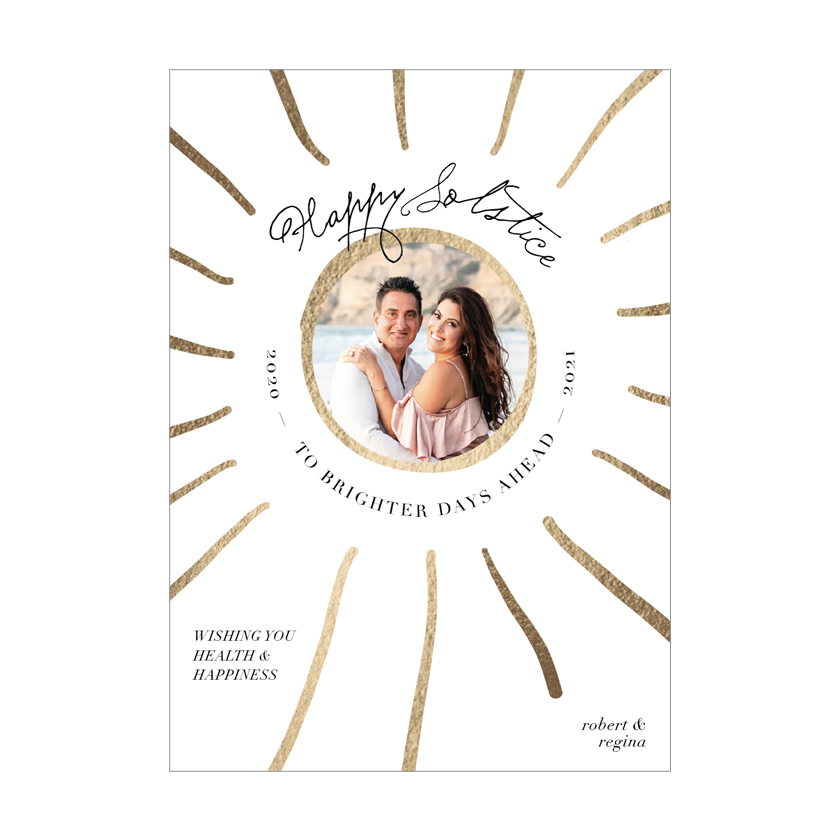 Happy Solstice
2020 — TO BRIGHTER DAYS AHEAD — 2021
WISHING YOU
HEALTH &
HAPPINESS
robert &
regina